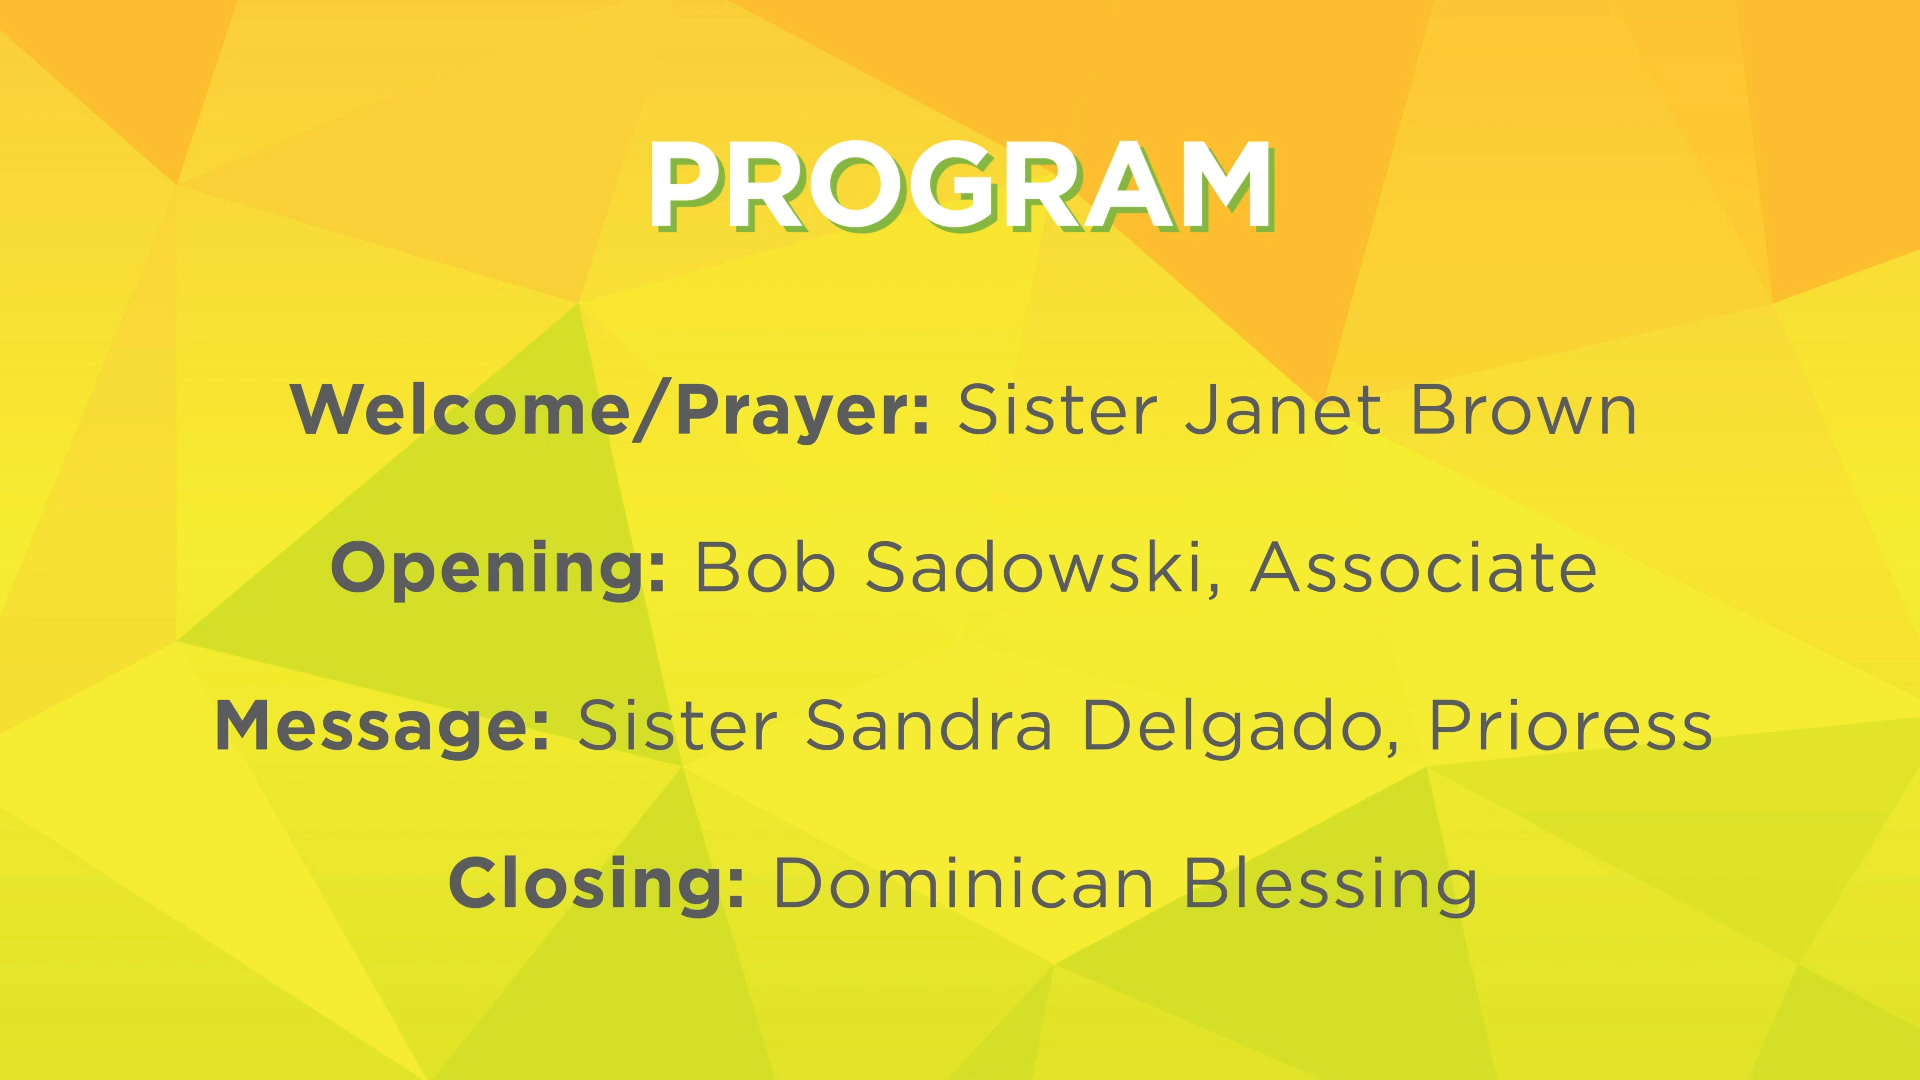 PROGRAM
Welcome/Prayer: Sister Janet Brown
Opening: Bob Sadowski, Associate
Message: Sister Sandra Delgado, Prioress
Closing: Dominican Blessing